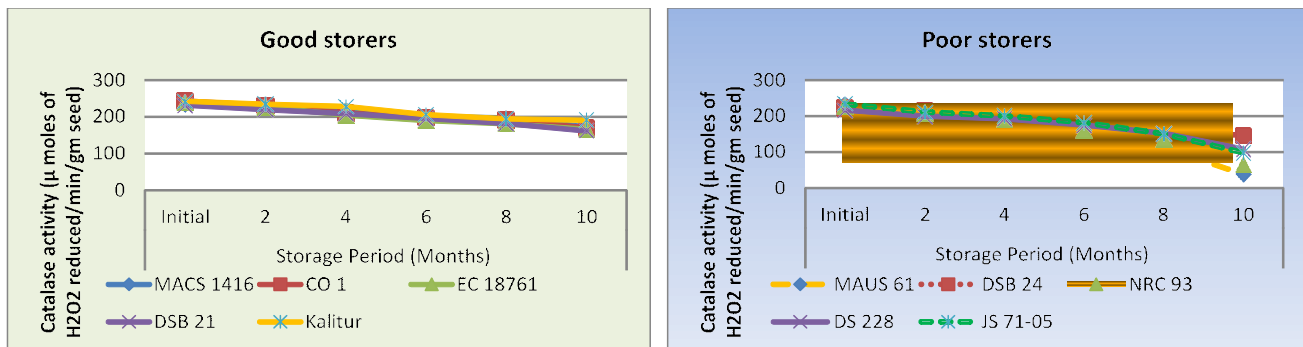 Good storers
Catalase activity (µ moles of
H2O2 reduced/min/gm seed)
300
200
100
0
Initial 2 4 6 8 10
Storage Period (Months)
MACS 1416 CO 1 EC 18761
DSB 21 Kalitur
Poor storers
Catalase activity (µ moles of
H2O2 reduced/min/gm seed)
300
200
100
0
Initial 2 4 6 8 10
Storage Period (Months)
MAUS 61 DSB 24 NRC 93
DS 228 JS 71-05